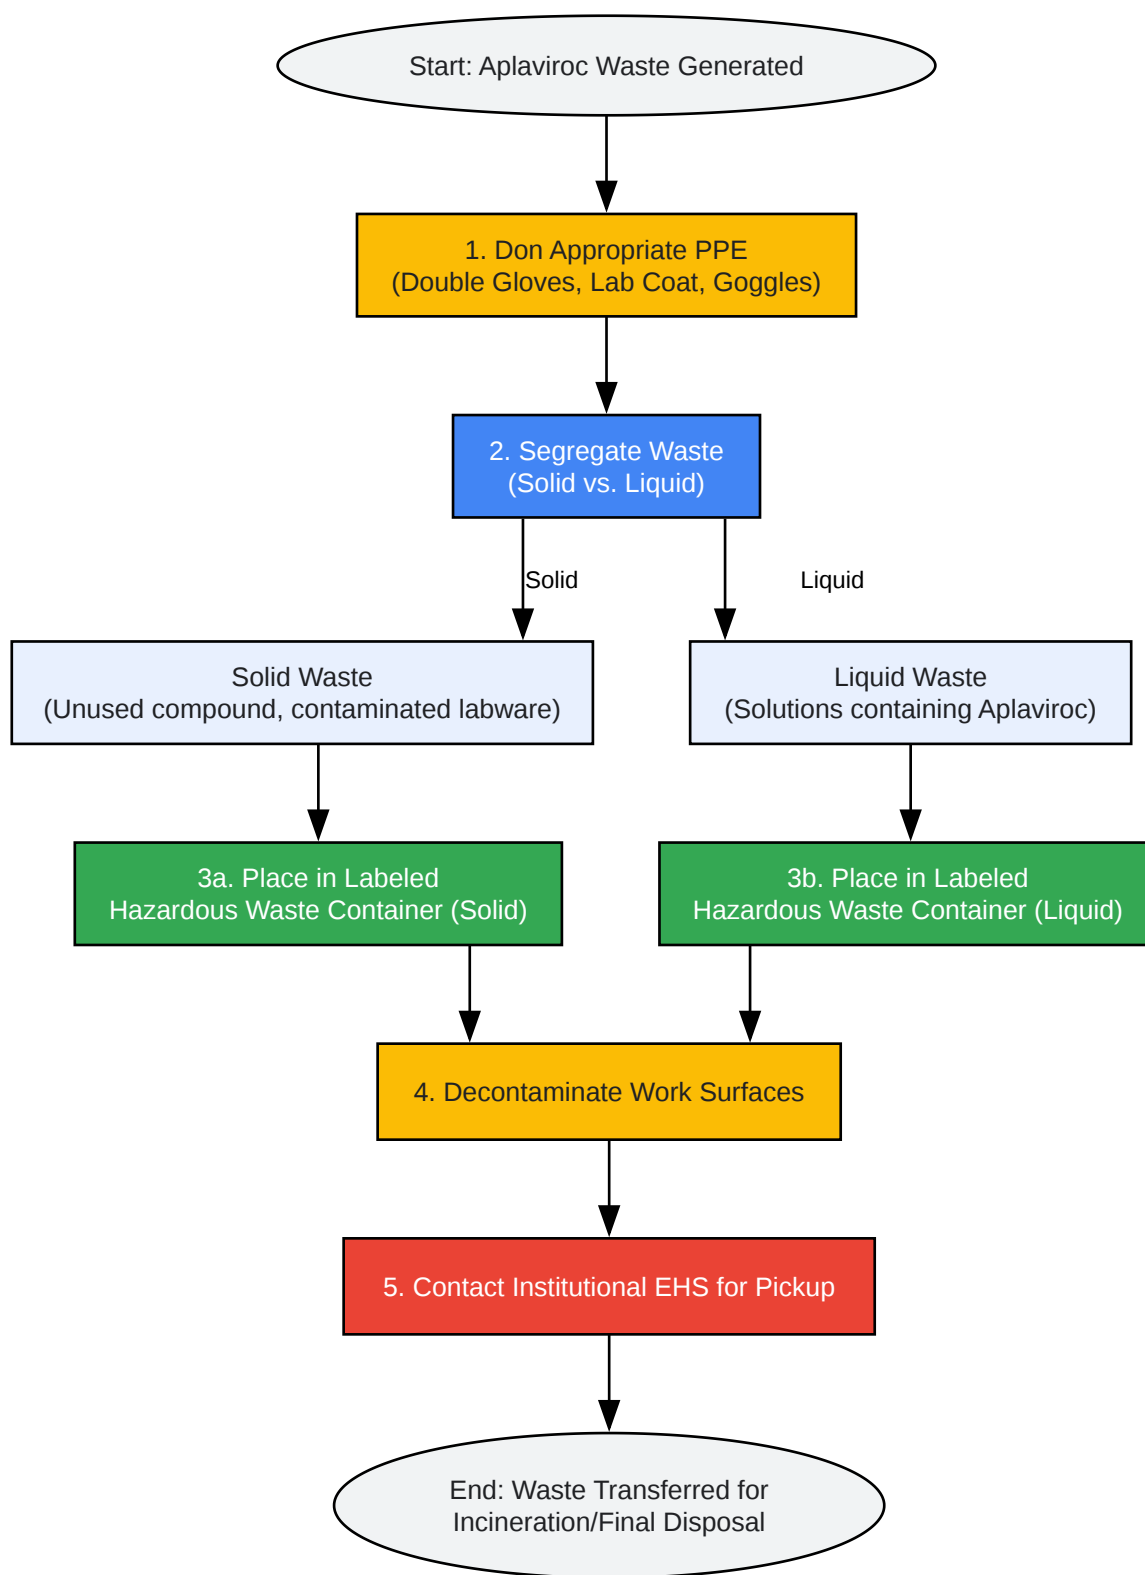 Start: Aplaviroc Waste Generated
1. Don Appropriate PPE
(Double Gloves, Lab Coat, Goggles)
2. Segregate Waste
(Solid vs. Liquid)
Solid
Liquid
Solid Waste
(Unused compound, contaminated labware)
Liquid Waste
(Solutions containing Aplaviroc)
3a. Place in Labeled
Hazardous Waste Container (Solid)
3b. Place in Labeled
Hazardous Waste Container (Liquid)
4. Decontaminate Work Surfaces
5. Contact Institutional EHS for Pickup
End: Waste Transferred for
Incineration/Final Disposal